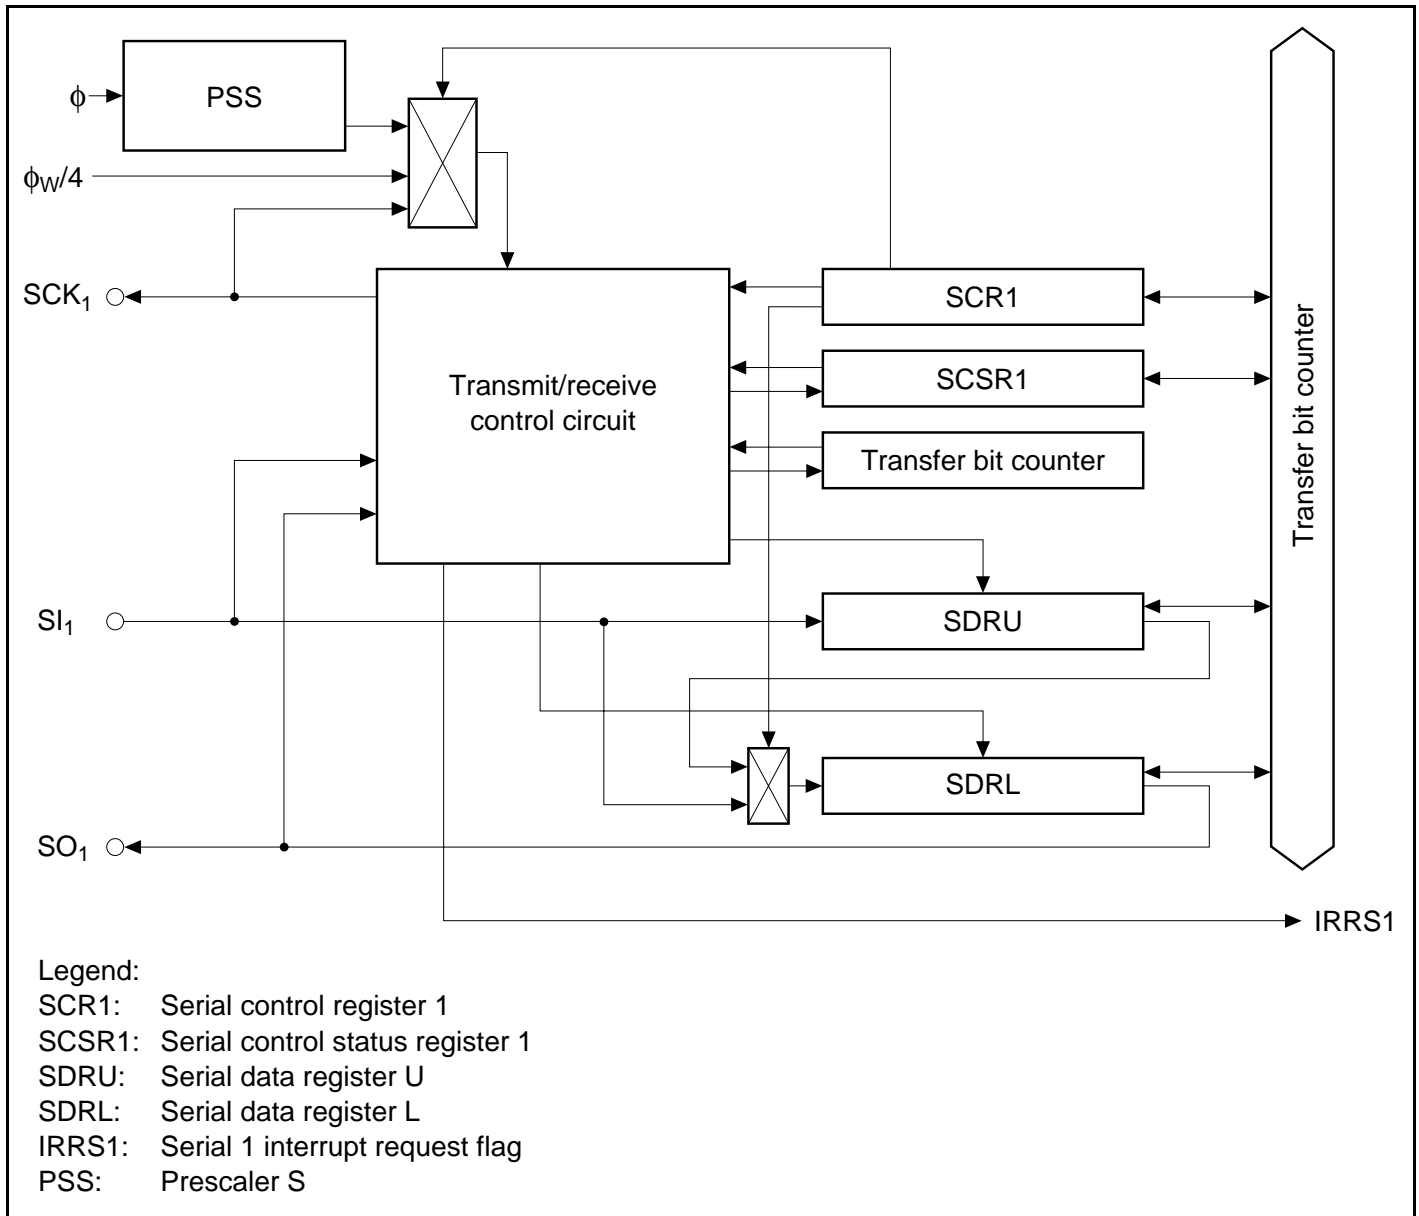 ϕ
PSS
ϕW/4
SCK1
SCR1
SCSR1
Transmit/receive
control circuit
Transfer bit counter
Transfer bit counter
SI1
SDRU
SDRL
SO1
IRRS1
Legend:
SCR1: Serial control register 1
SCSR1: Serial control status register 1
SDRU: Serial data register U
SDRL: Serial data register L
IRRS1: Serial 1 interrupt request flag
PSS: Prescaler S